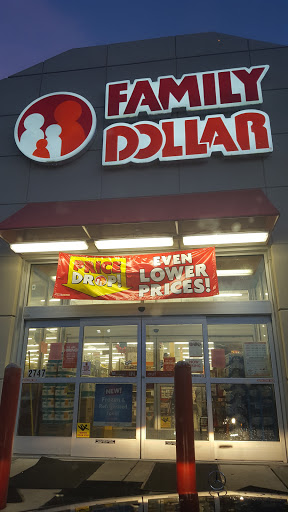 FAMILY
DOLLAR
PRICE
DROP!
EVEN
LOWER
PRICES!
2747
NEW!